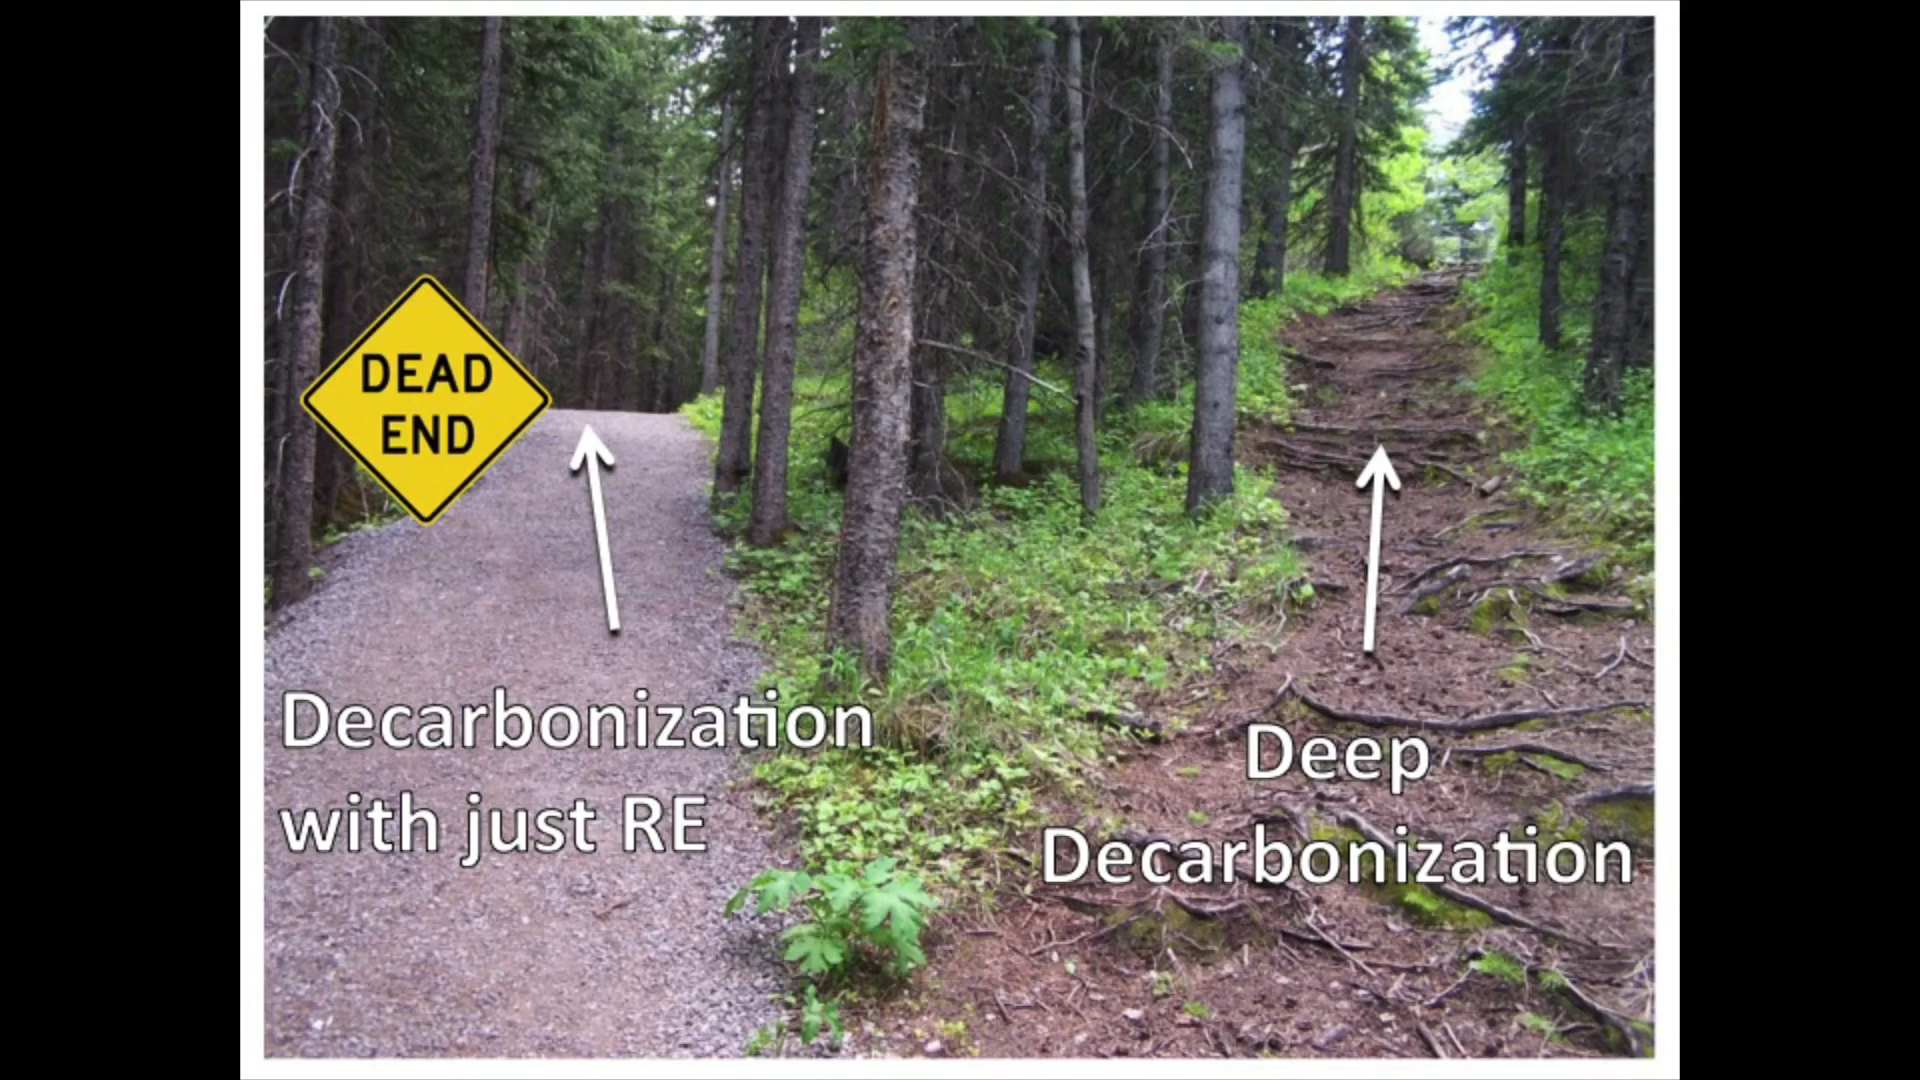 DEAD
END
Decarbonization
with just RE
Deep
Decarbonization